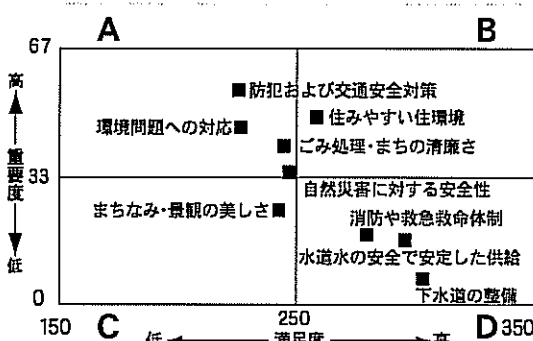 A
B
67
防犯および交通安全対策
住みやすい住環境
環境問題への対応
ごみ処理・まちの清廉さ
高
重要度
低
33
自然災害に対する安全性
まちなみ・景観の美しさ
消防や救急救命体制
水道水の安全で安定した供給
下水道の整備
0
150
C
250
D
350
低
満足度
高